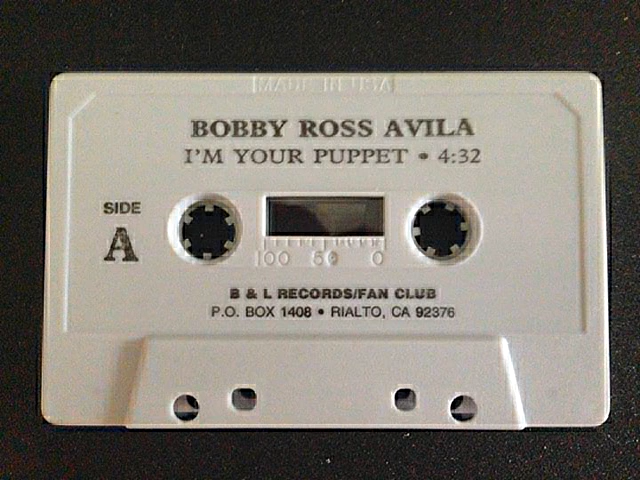 MADE IN USA
BOBBY ROSS AVILA
I'M YOUR PUPPET • 4:32
SIDE
A
100 50 0
B & L RECORDS/FAN CLUB
P.O. BOX 1408 • RIALTO, CA 92376